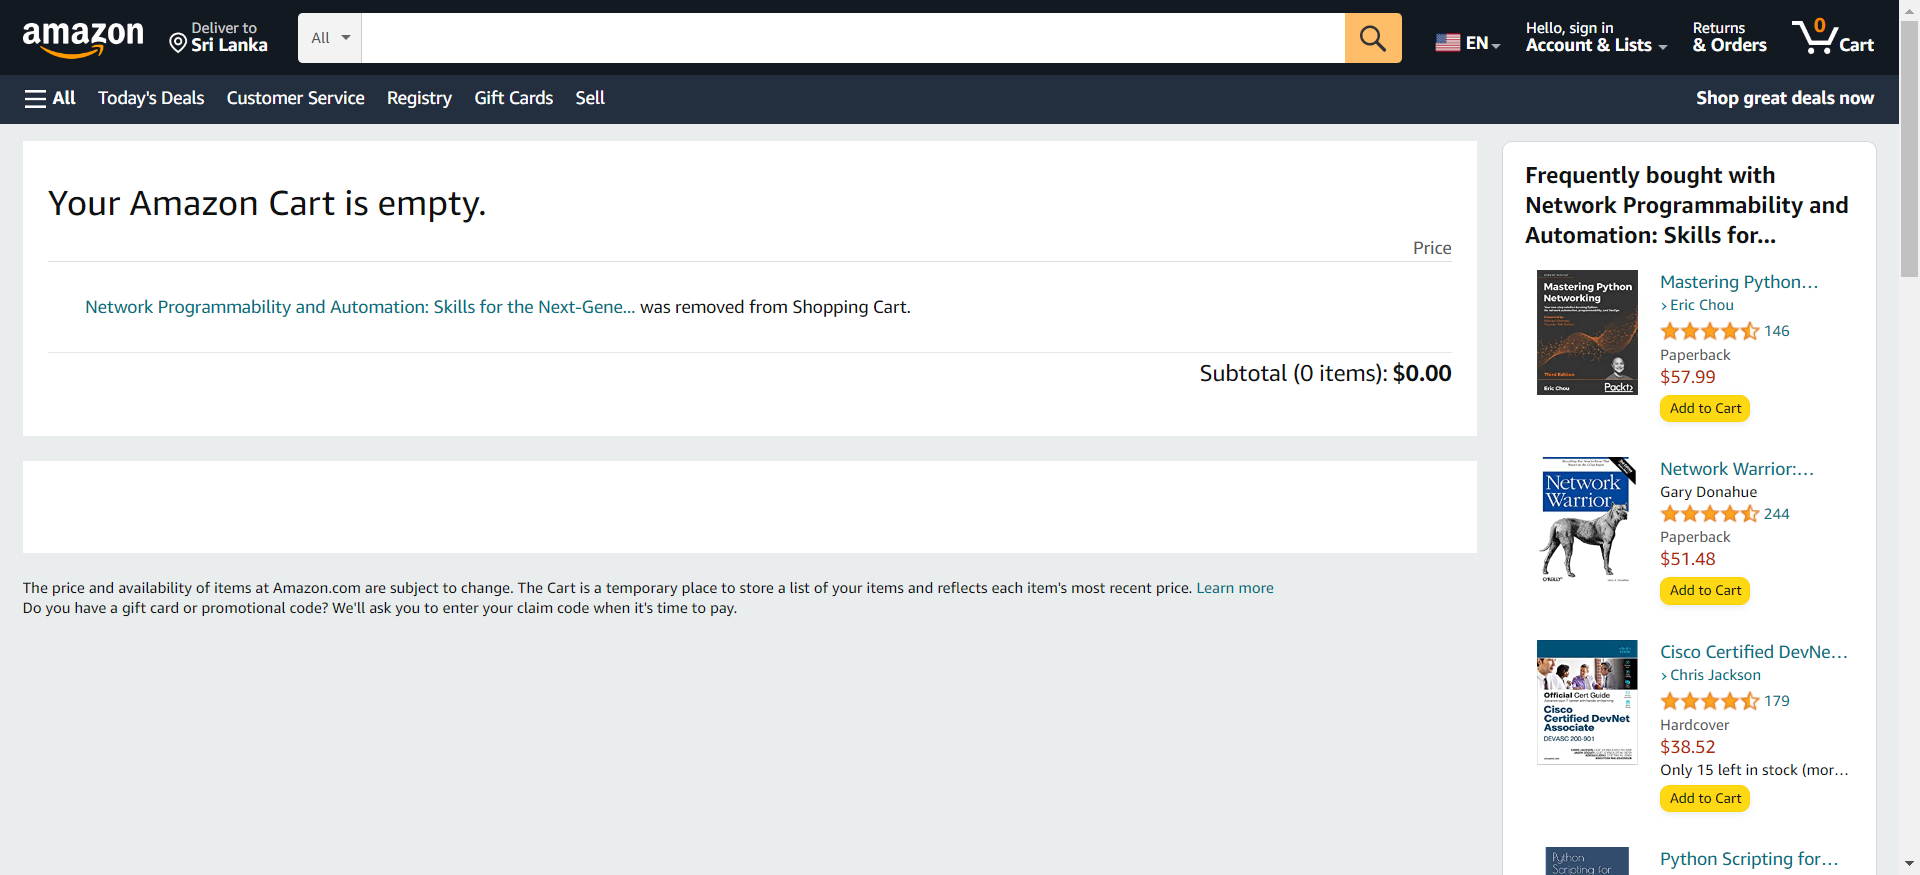 amazon
Deliver to
Sri Lanka
All
EN
Hello, sign in
Account & Lists
Returns
& Orders
0
Cart
All
Today's Deals
Customer Service
Registry
Gift Cards
Sell
Shop great deals now
Your Amazon Cart is empty.
Price
Network Programmability and Automation: Skills for the Next-Gene... was removed from Shopping Cart.
Subtotal (0 items): $0.00
The price and availability of items at Amazon.com are subject to change. The Cart is a temporary place to store a list of your items and reflects each item's most recent price. Learn more
Do you have a gift card or promotional code? We'll ask you to enter your claim code when it's time to pay.
Frequently bought with
Network Programmability and
Automation: Skills for...
Mastering Python
Networking
Third Edition
Eric Chou
Packt>
Mastering Python…
› Eric Chou
146
Paperback
$57.99
Add to Cart
Network
Warrior
O'REILLY
Network Warrior:…
Gary Donahue
244
Paperback
$51.48
Add to Cart
Official Cert Guide
Cisco
Certified DevNet
Associate
DEVASC 200-901
Cisco Certified DevNe…
› Chris Jackson
179
Hardcover
$38.52
Only 15 left in stock (mor…
Add to Cart
Python
Scripting for
Python Scripting for…